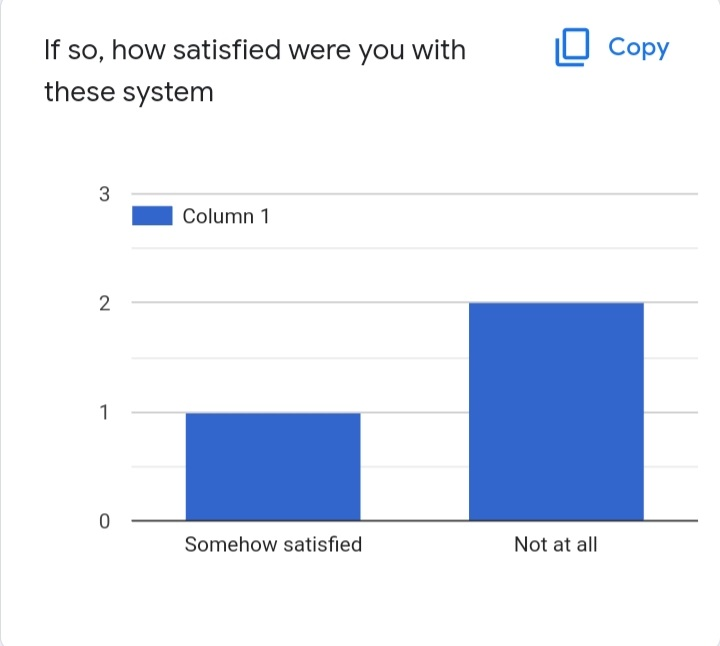 If so, how satisfied were you with
these system
Copy
3
Column 1
2
1
0
Somehow satisfied
Not at all